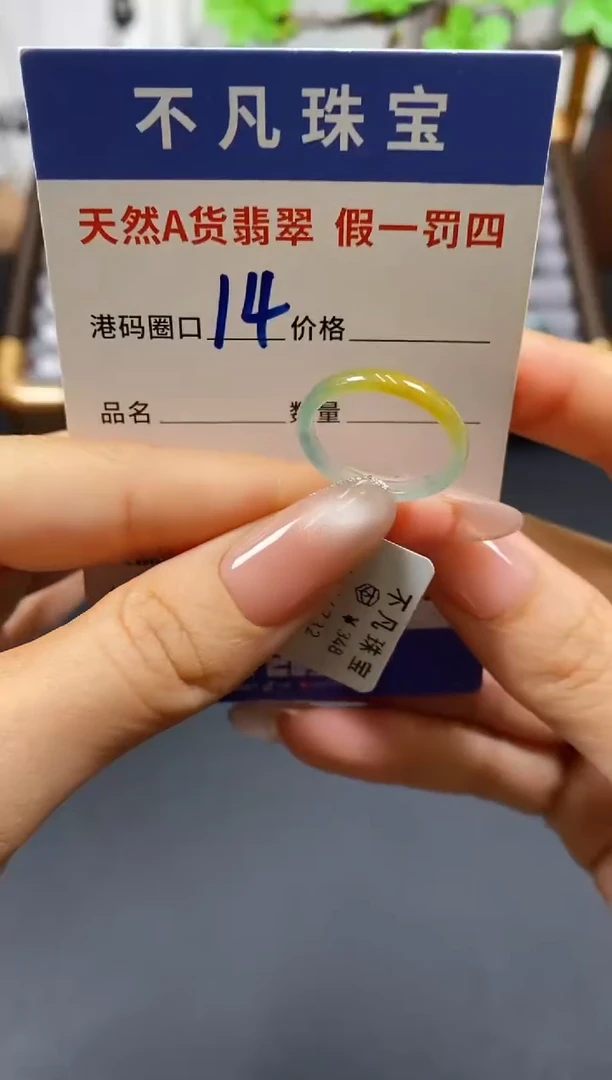 不凡珠宝
天然A货翡翠 假一罚四
港码圈口 14 价格
品名 数量
不凡珠宝
¥348